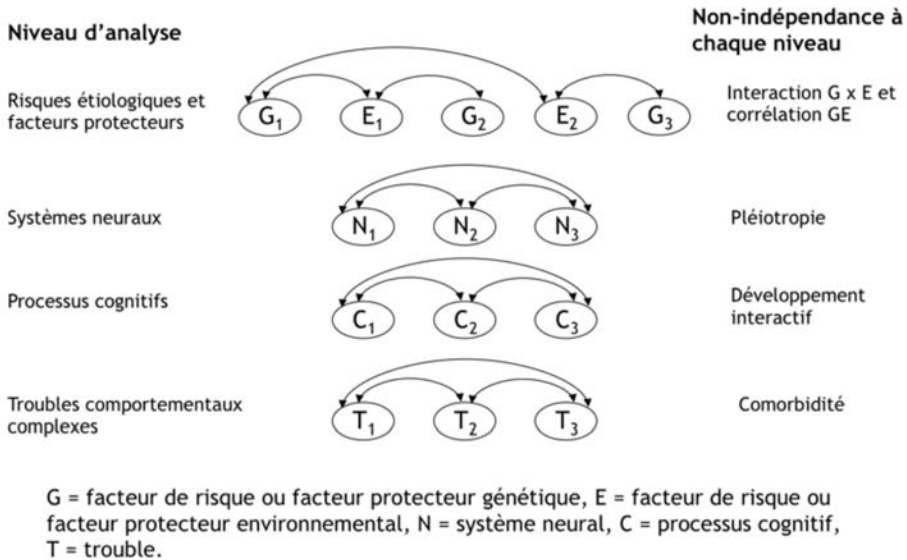 Niveau d’analyse
Non-indépendance à
chaque niveau
Risques étiologiques et
facteurs protecteurs
G1 E1 G2 E2 G3
Interaction G x E et
corrélation GE
Systèmes neuraux
N1 N2 N3
Pléiotropie
Processus cognitifs
C1 C2 C3
Développement
interactif
Troubles comportementaux
complexes
T1 T2 T3
Comorbidité
G = facteur de risque ou facteur protecteur génétique, E = facteur de risque ou
facteur protecteur environnemental, N = système neural, C = processus cognitif,
T = trouble.